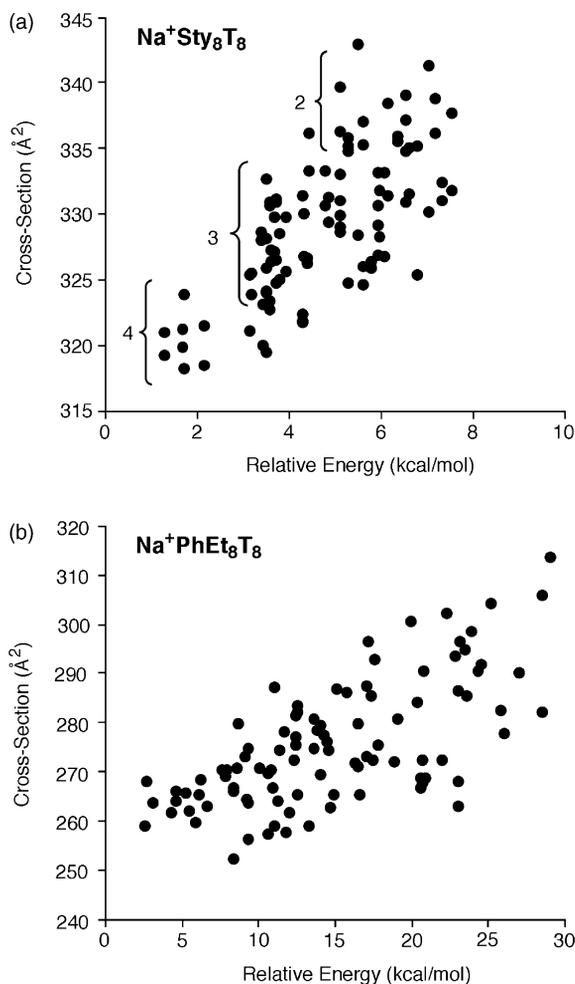 (a)
Na⁺Sty₈T₈
345
340
335
330
325
320
315
Cross-Section (Å²)
2
3
4
0 2 4 6 8 10
Relative Energy (kcal/mol)
(b)
Na⁺PhEt₈T₈
320
310
300
290
280
270
260
250
240
Cross-Section (Å²)
0 5 10 15 20 25 30
Relative Energy (kcal/mol)